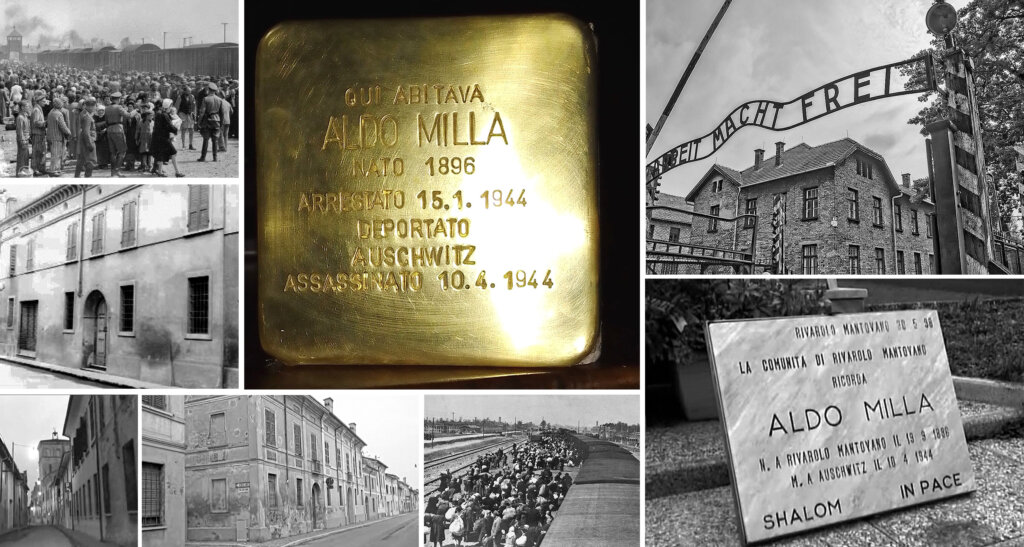 QUI ABITAVA
ALDO MILLA
NATO 1896
ARRESTATO 15.1.1944
DEPORTATO
AUSCHWITZ
ASSASSINATO 10.4.1944
ARBEIT MACHT FREI
RIVAROLO MANTOVANO
LA COMUNITA DI RIVAROLO MANTOVANO
RICORDA
ALDO MILLA
N. A RIVAROLO MANTOVANO IL 19 9 1896
M. A AUSCHWITZ IL 10 4 1944
SHALOM IN PACE